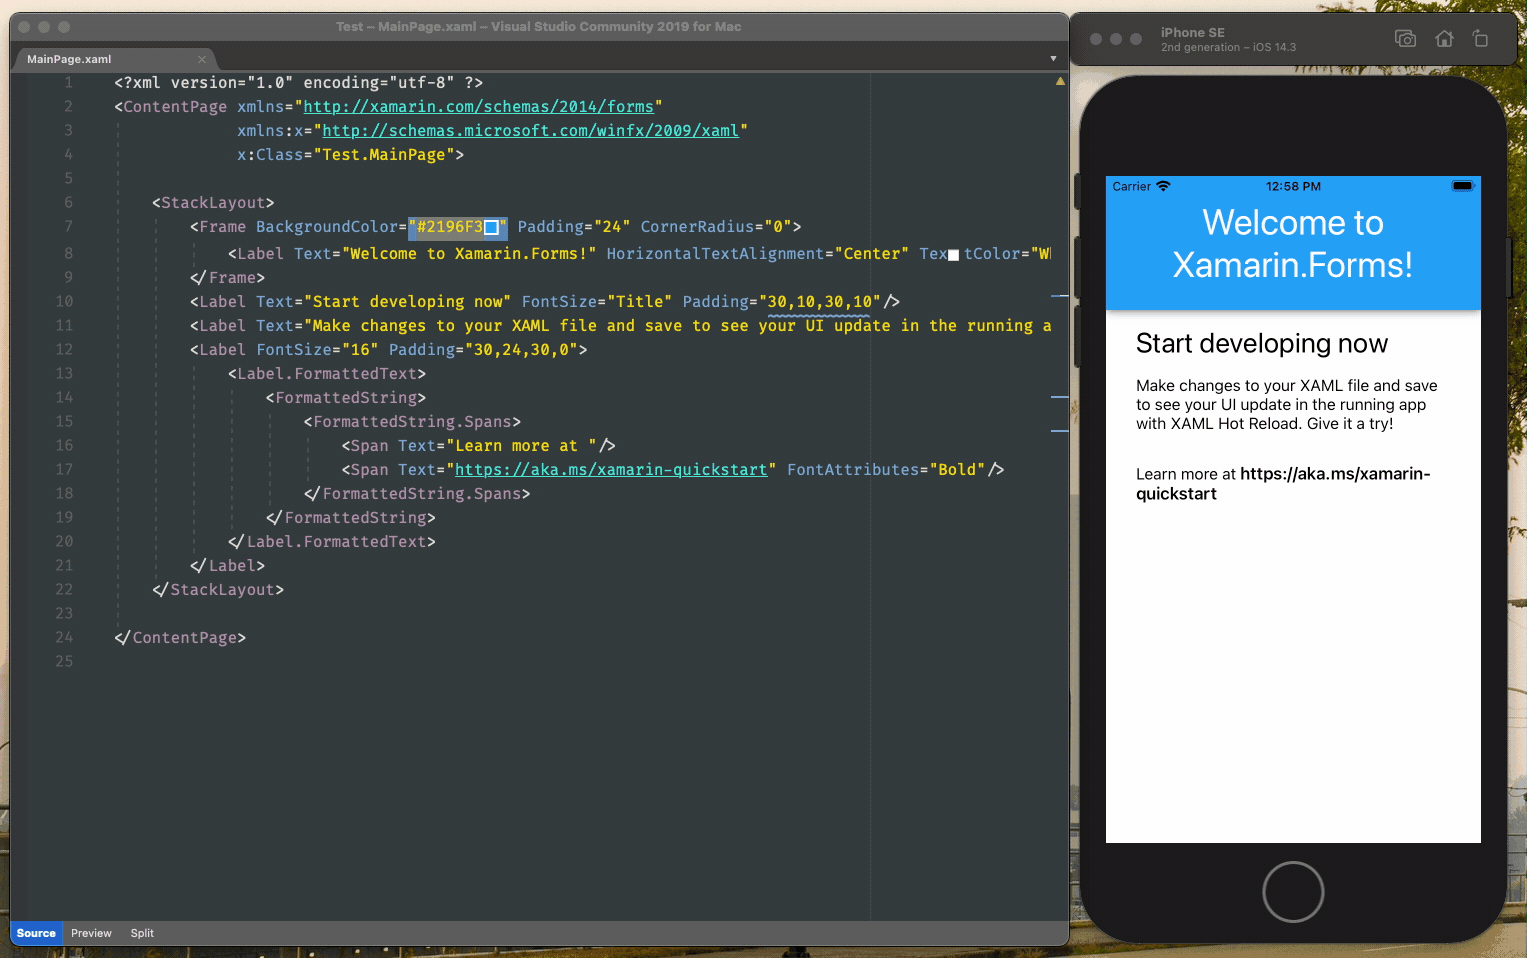 Test – MainPage.xaml – Visual Studio Community 2019 for Mac
MainPage.xaml
1 <?xml version="1.0" encoding="utf-8" ?>
2 <ContentPage xmlns="http://xamarin.com/schemas/2014/forms"
3 xmlns:x="http://schemas.microsoft.com/winfx/2009/xaml"
4 x:Class="Test.MainPage">
5
6 <StackLayout>
7 <Frame BackgroundColor="#2196F3" Padding="24" CornerRadius="0">
8 <Label Text="Welcome to Xamarin.Forms!" HorizontalTextAlignment="Center" TextColor="W
9 </Frame>
10 <Label Text="Start developing now" FontSize="Title" Padding="30,10,30,10"/>
11 <Label Text="Make changes to your XAML file and save to see your UI update in the running a
12 <Label FontSize="16" Padding="30,24,30,0">
13 <Label.FormattedText>
14 <FormattedString>
15 <FormattedString.Spans>
16 <Span Text="Learn more at "/>
17 <Span Text="https://aka.ms/xamarin-quickstart" FontAttributes="Bold"/>
18 </FormattedString.Spans>
19 </FormattedString>
20 </Label.FormattedText>
21 </Label>
22 </StackLayout>
23
24 </ContentPage>
25
Source Preview Split
iPhone SE
2nd generation – iOS 14.3
Carrier 12:58 PM
Welcome to
Xamarin.Forms!
Start developing now
Make changes to your XAML file and save
to see your UI update in the running app
with XAML Hot Reload. Give it a try!
Learn more at https://aka.ms/xamarin-
quickstart